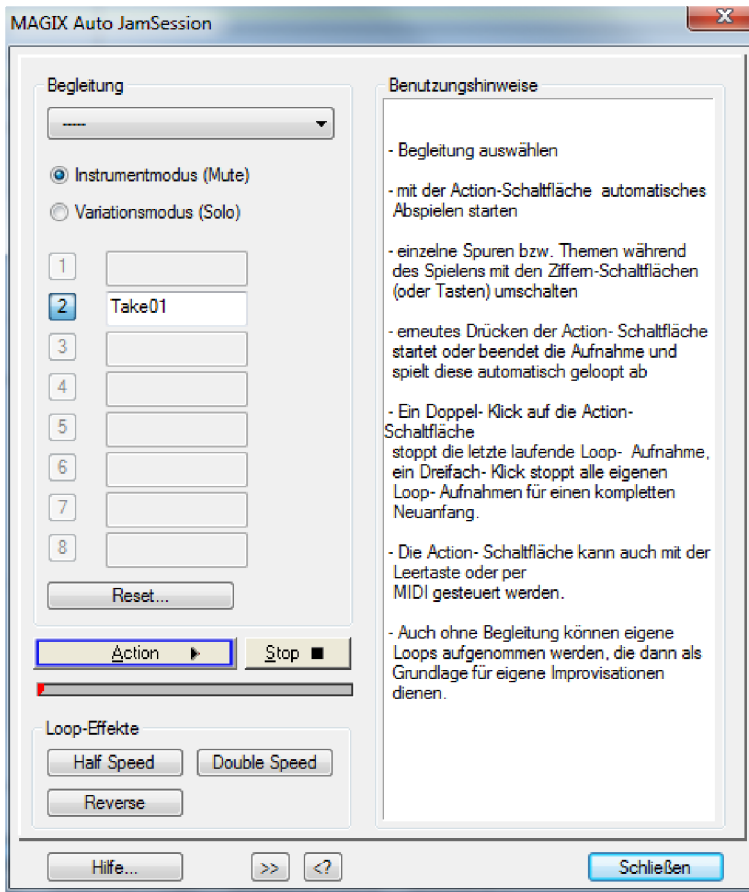 MAGIX Auto JamSession
Begleitung
----
Instrumentmodus (Mute)
Variationsmodus (Solo)
1
2 Take01
3
4
5
6
7
8
Reset...
Action
Stop
Loop-Effekte
Half Speed
Double Speed
Reverse
Benutzungshinweise
- Begleitung auswählen
- mit der Action-Schaltfläche automatisches
Abspielen starten
- einzelne Spuren bzw. Themen während
des Spielens mit den Ziffern-Schaltflächen
(oder Tasten) umschalten
- erneutes Drücken der Action- Schaltfläche
startet oder beendet die Aufnahme und
spielt diese automatisch geloopt ab
- Ein Doppel- Klick auf die Action-
Schaltfläche
stoppt die letzte laufende Loop- Aufnahme,
ein Dreifach- Klick stoppt alle eigenen
Loop- Aufnahmen für einen kompletten
Neuanfang.
- Die Action- Schaltfläche kann auch mit der
Leertaste oder per
MIDI gesteuert werden.
- Auch ohne Begleitung können eigene
Loops aufgenommen werden, die dann als
Grundlage für eigene Improvisationen
dienen.
Hilfe...
>>
<?
Schließen